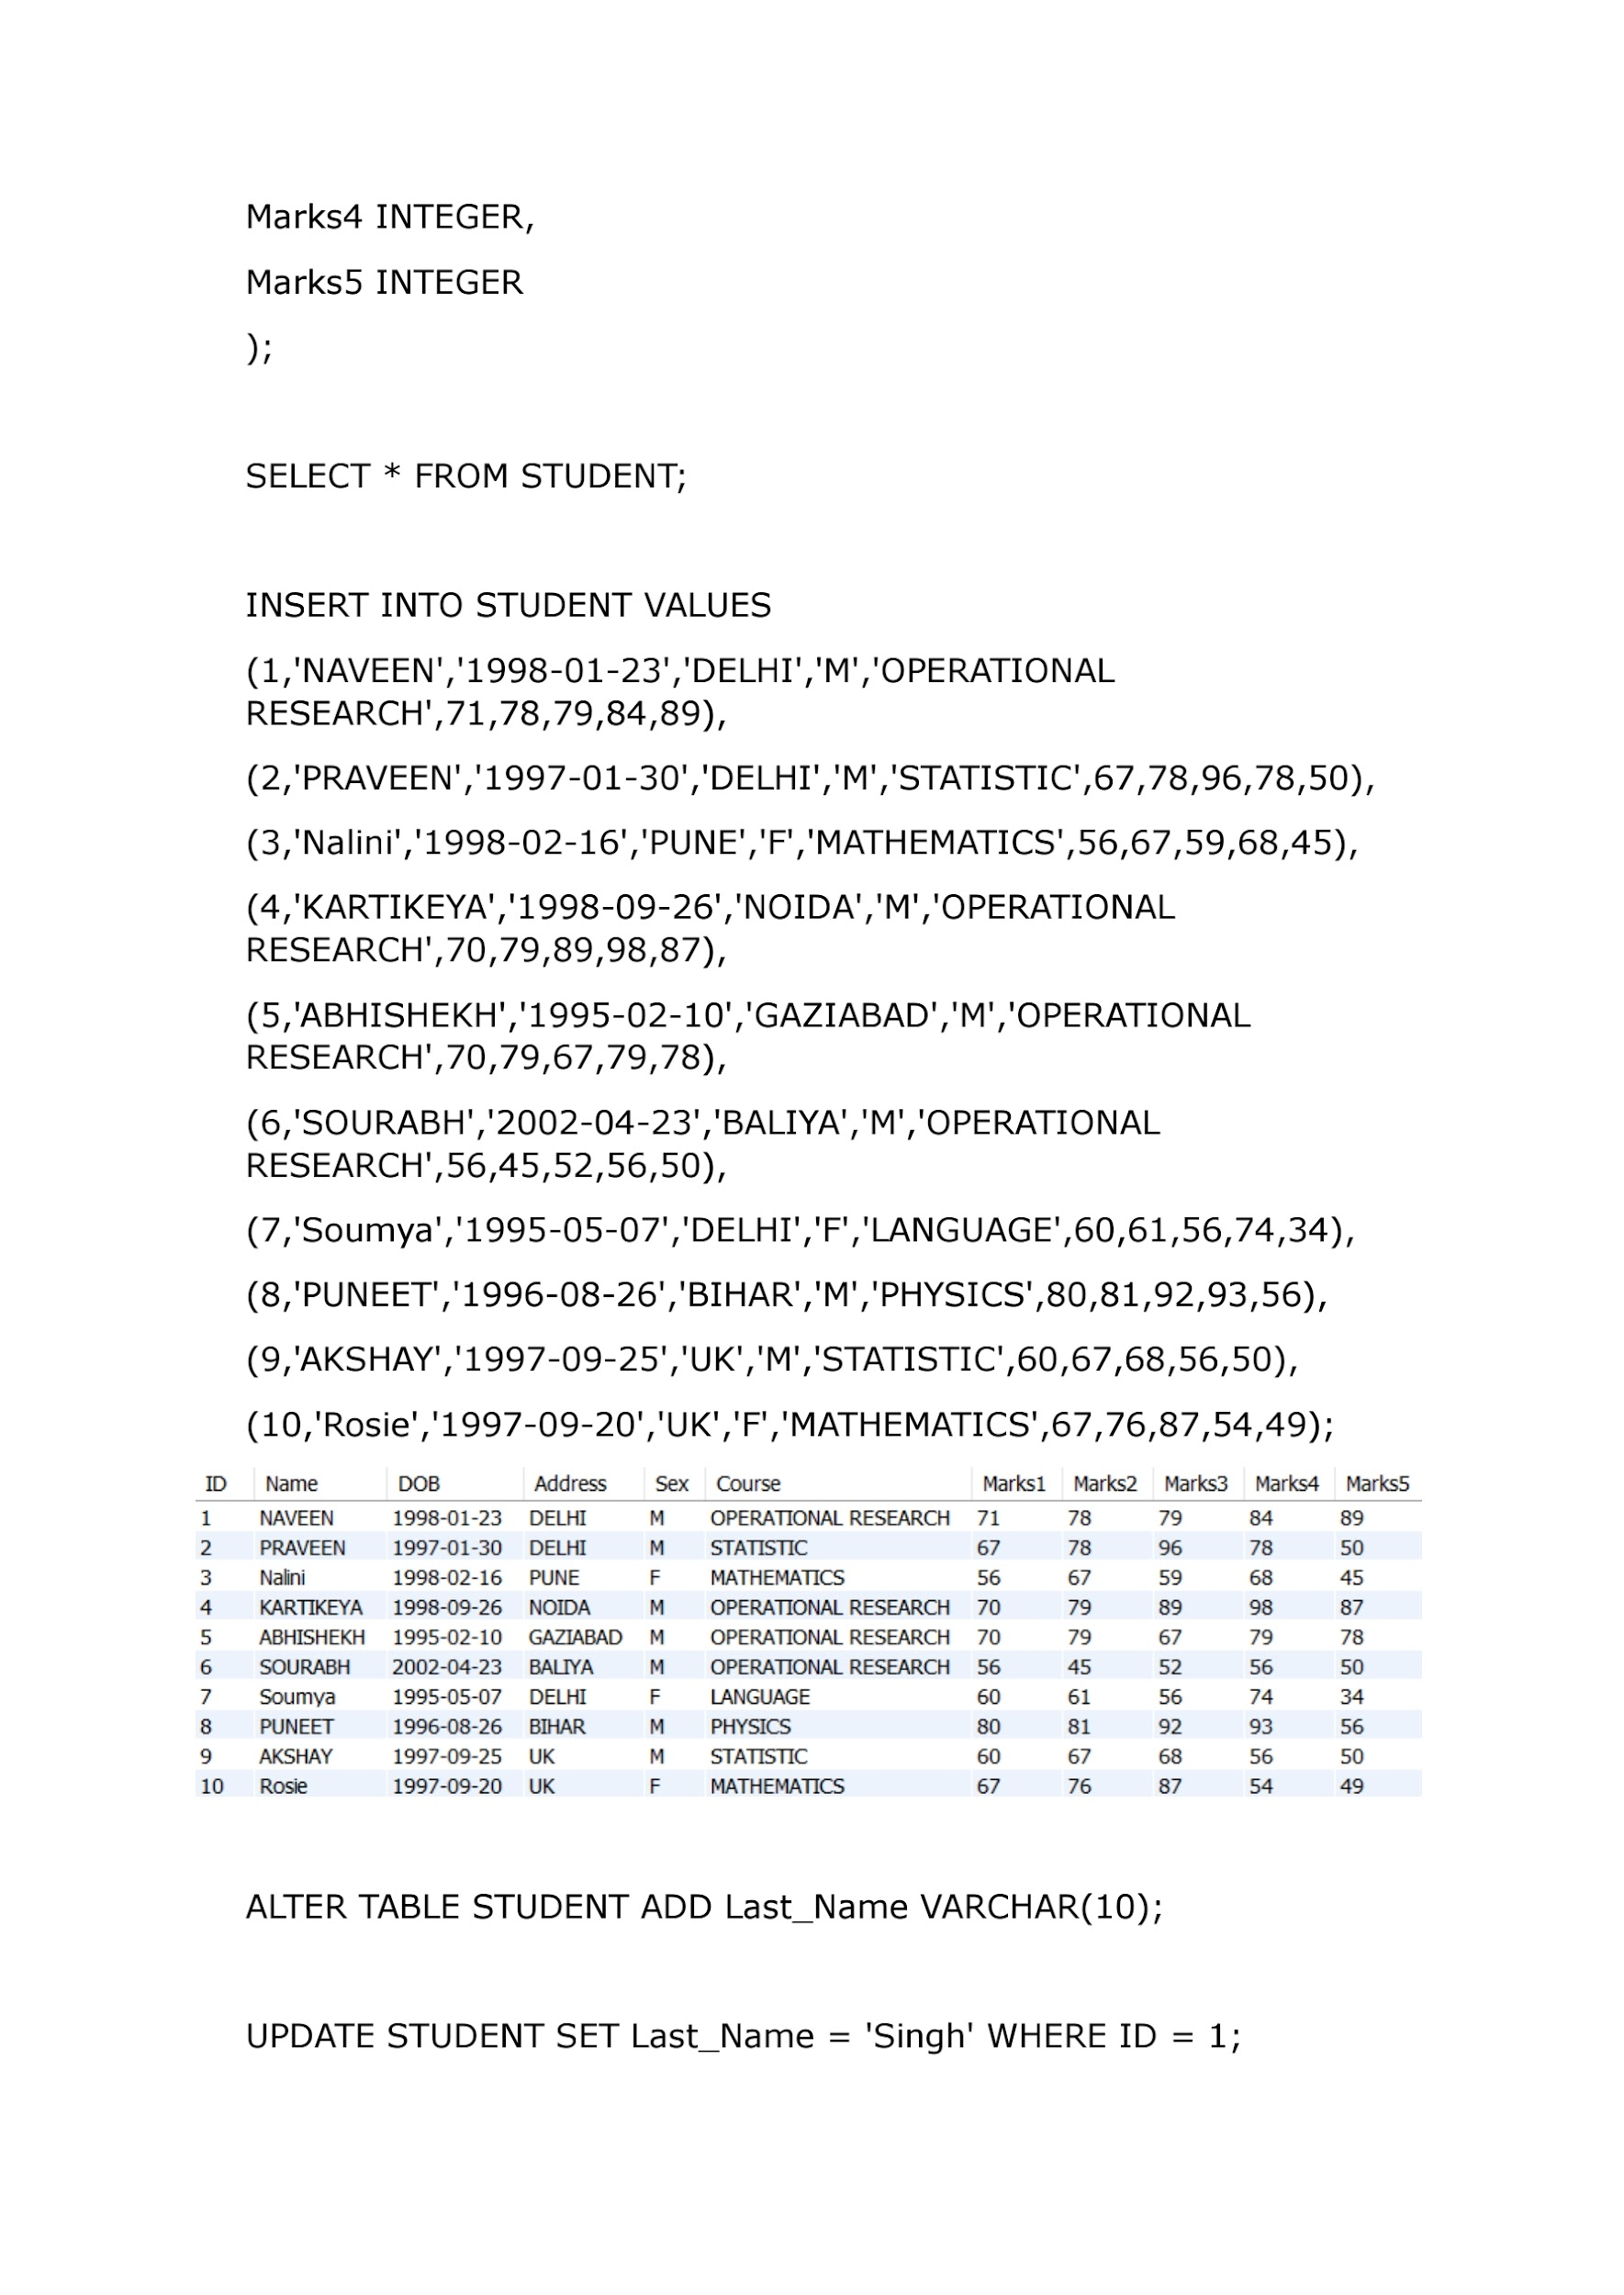 Marks4 INTEGER,
Marks5 INTEGER
);
SELECT * FROM STUDENT;
INSERT INTO STUDENT VALUES
(1,'NAVEEN','1998-01-23','DELHI','M','OPERATIONAL
RESEARCH',71,78,79,84,89),
(2,'PRAVEEN','1997-01-30','DELHI','M','STATISTIC',67,78,96,78,50),
(3,'Nalini','1998-02-16','PUNE','F','MATHEMATICS',56,67,59,68,45),
(4,'KARTIKEYA','1998-09-26','NOIDA','M','OPERATIONAL
RESEARCH',70,79,89,98,87),
(5,'ABHISHEKH','1995-02-10','GAZIABAD','M','OPERATIONAL
RESEARCH',70,79,67,79,78),
(6,'SOURABH','2002-04-23','BALIYA','M','OPERATIONAL
RESEARCH',56,45,52,56,50),
(7,'Soumya','1995-05-07','DELHI','F','LANGUAGE',60,61,56,74,34),
(8,'PUNEET','1996-08-26','BIHAR','M','PHYSICS',80,81,92,93,56),
(9,'AKSHAY','1997-09-25','UK','M','STATISTIC',60,67,68,56,50),
(10,'Rosie','1997-09-20','UK','F','MATHEMATICS',67,76,87,54,49);
ID Name DOB Address Sex Course Marks1 Marks2 Marks3 Marks4 Marks5
1 NAVEEN 1998-01-23 DELHI M OPERATIONAL RESEARCH 71 78 79 84 89
2 PRAVEEN 1997-01-30 DELHI M STATISTIC 67 78 96 78 50
3 Nalini 1998-02-16 PUNE F MATHEMATICS 56 67 59 68 45
4 KARTIKEYA 1998-09-26 NOIDA M OPERATIONAL RESEARCH 70 79 89 98 87
5 ABHISHEKH 1995-02-10 GAZIABAD M OPERATIONAL RESEARCH 70 79 67 79 78
6 SOURABH 2002-04-23 BALIYA M OPERATIONAL RESEARCH 56 45 52 56 50
7 Soumya 1995-05-07 DELHI F LANGUAGE 60 61 56 74 34
8 PUNEET 1996-08-26 BIHAR M PHYSICS 80 81 92 93 56
9 AKSHAY 1997-09-25 UK M STATISTIC 60 67 68 56 50
10 Rosie 1997-09-20 UK F MATHEMATICS 67 76 87 54 49
ALTER TABLE STUDENT ADD Last_Name VARCHAR(10);
UPDATE STUDENT SET Last_Name = 'Singh' WHERE ID = 1;